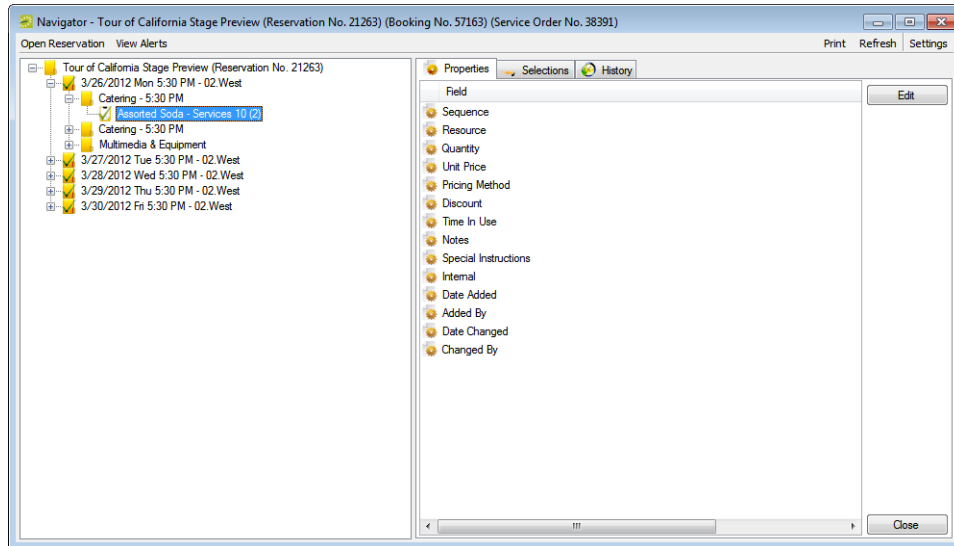 Navigator - Tour of California Stage Preview (Reservation No. 21263) (Booking No. 57163) (Service Order No. 38391)
Open Reservation View Alerts Print Refresh Settings
Tour of California Stage Preview (Reservation No. 21263)
3/26/2012 Mon 5:30 PM - 02.West
Catering - 5:30 PM
Assorted Soda - Services 10 (2)
Catering - 5:30 PM
Multimedia & Equipment
3/27/2012 Tue 5:30 PM - 02.West
3/28/2012 Wed 5:30 PM - 02.West
3/29/2012 Thu 5:30 PM - 02.West
3/30/2012 Fri 5:30 PM - 02.West
Properties Selections History
Field
Sequence
Resource
Quantity
Unit Price
Pricing Method
Discount
Time In Use
Notes
Special Instructions
Internal
Date Added
Added By
Date Changed
Changed By
Edit
Close